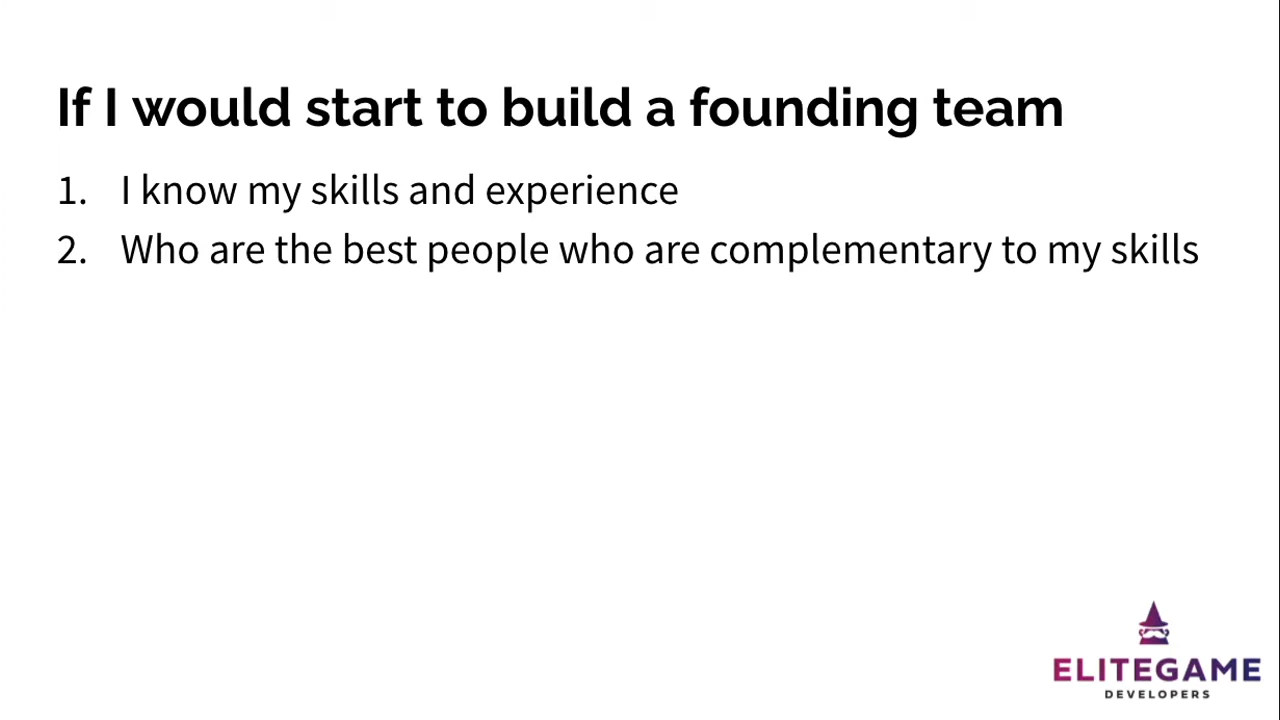 If I would start to build a founding team
1. I know my skills and experience
2. Who are the best people who are complementary to my skills
ELITEGAME
DEVELOPERS